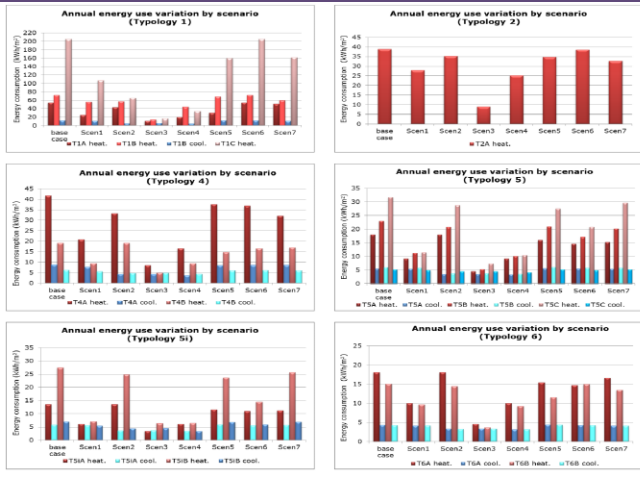 Annual energy use variation by scenario
(Typology 1)
Energy consumption (kWh/m²)
220
200
180
160
140
120
100
80
60
40
20
0
base case
Scen1
Scen2
Scen3
Scen4
Scen5
Scen6
Scen7
T1A heat. T1B heat. T1B cool. T1C heat.
Annual energy use variation by scenario
(Typology 2)
Energy consumption (kWh/m²)
45
40
35
30
25
20
15
10
5
0
base case
Scen1
Scen2
Scen3
Scen4
Scen5
Scen6
Scen7
T2A heat.
Annual energy use variation by scenario
(Typology 4)
Energy consumption (kWh/m²)
45
40
35
30
25
20
15
10
5
0
base case
Scen1
Scen2
Scen3
Scen4
Scen5
Scen6
Scen7
T4A heat. T4A cool. T4B heat. T4B cool.
Annual energy use variation by scenario
(Typology 5)
Energy consumption (kWh/m²)
35
30
25
20
15
10
5
0
base case
Scen1
Scen2
Scen3
Scen4
Scen5
Scen6
Scen7
T5A heat. T5A cool. T5B heat. T5B cool. T5C heat. T5C cool.
Annual energy use variation by scenario
(Typology 5i)
Energy consumption (kWh/m²)
35
30
25
20
15
10
5
0
base case
Scen1
Scen2
Scen3
Scen4
Scen5
Scen6
Scen7
T5iA heat. T5iA cool. T5iB heat. T5iB cool.
Annual energy use variation by scenario
(Typology 6)
Energy consumption (kWh/m²)
25
20
15
10
5
0
base case
Scen1
Scen2
Scen3
Scen4
Scen5
Scen6
Scen7
T6A heat. T6A cool. T6B heat. T6B cool.